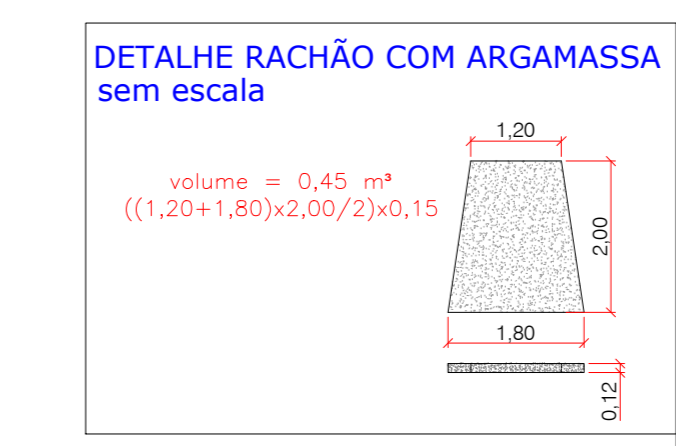 DETALHE RACHÃO COM ARGAMASSA
sem escala
1,20
volume = 0,45 m³
((1,20+1,80)x2,00/2)x0,15
2,00
1,80
0,12